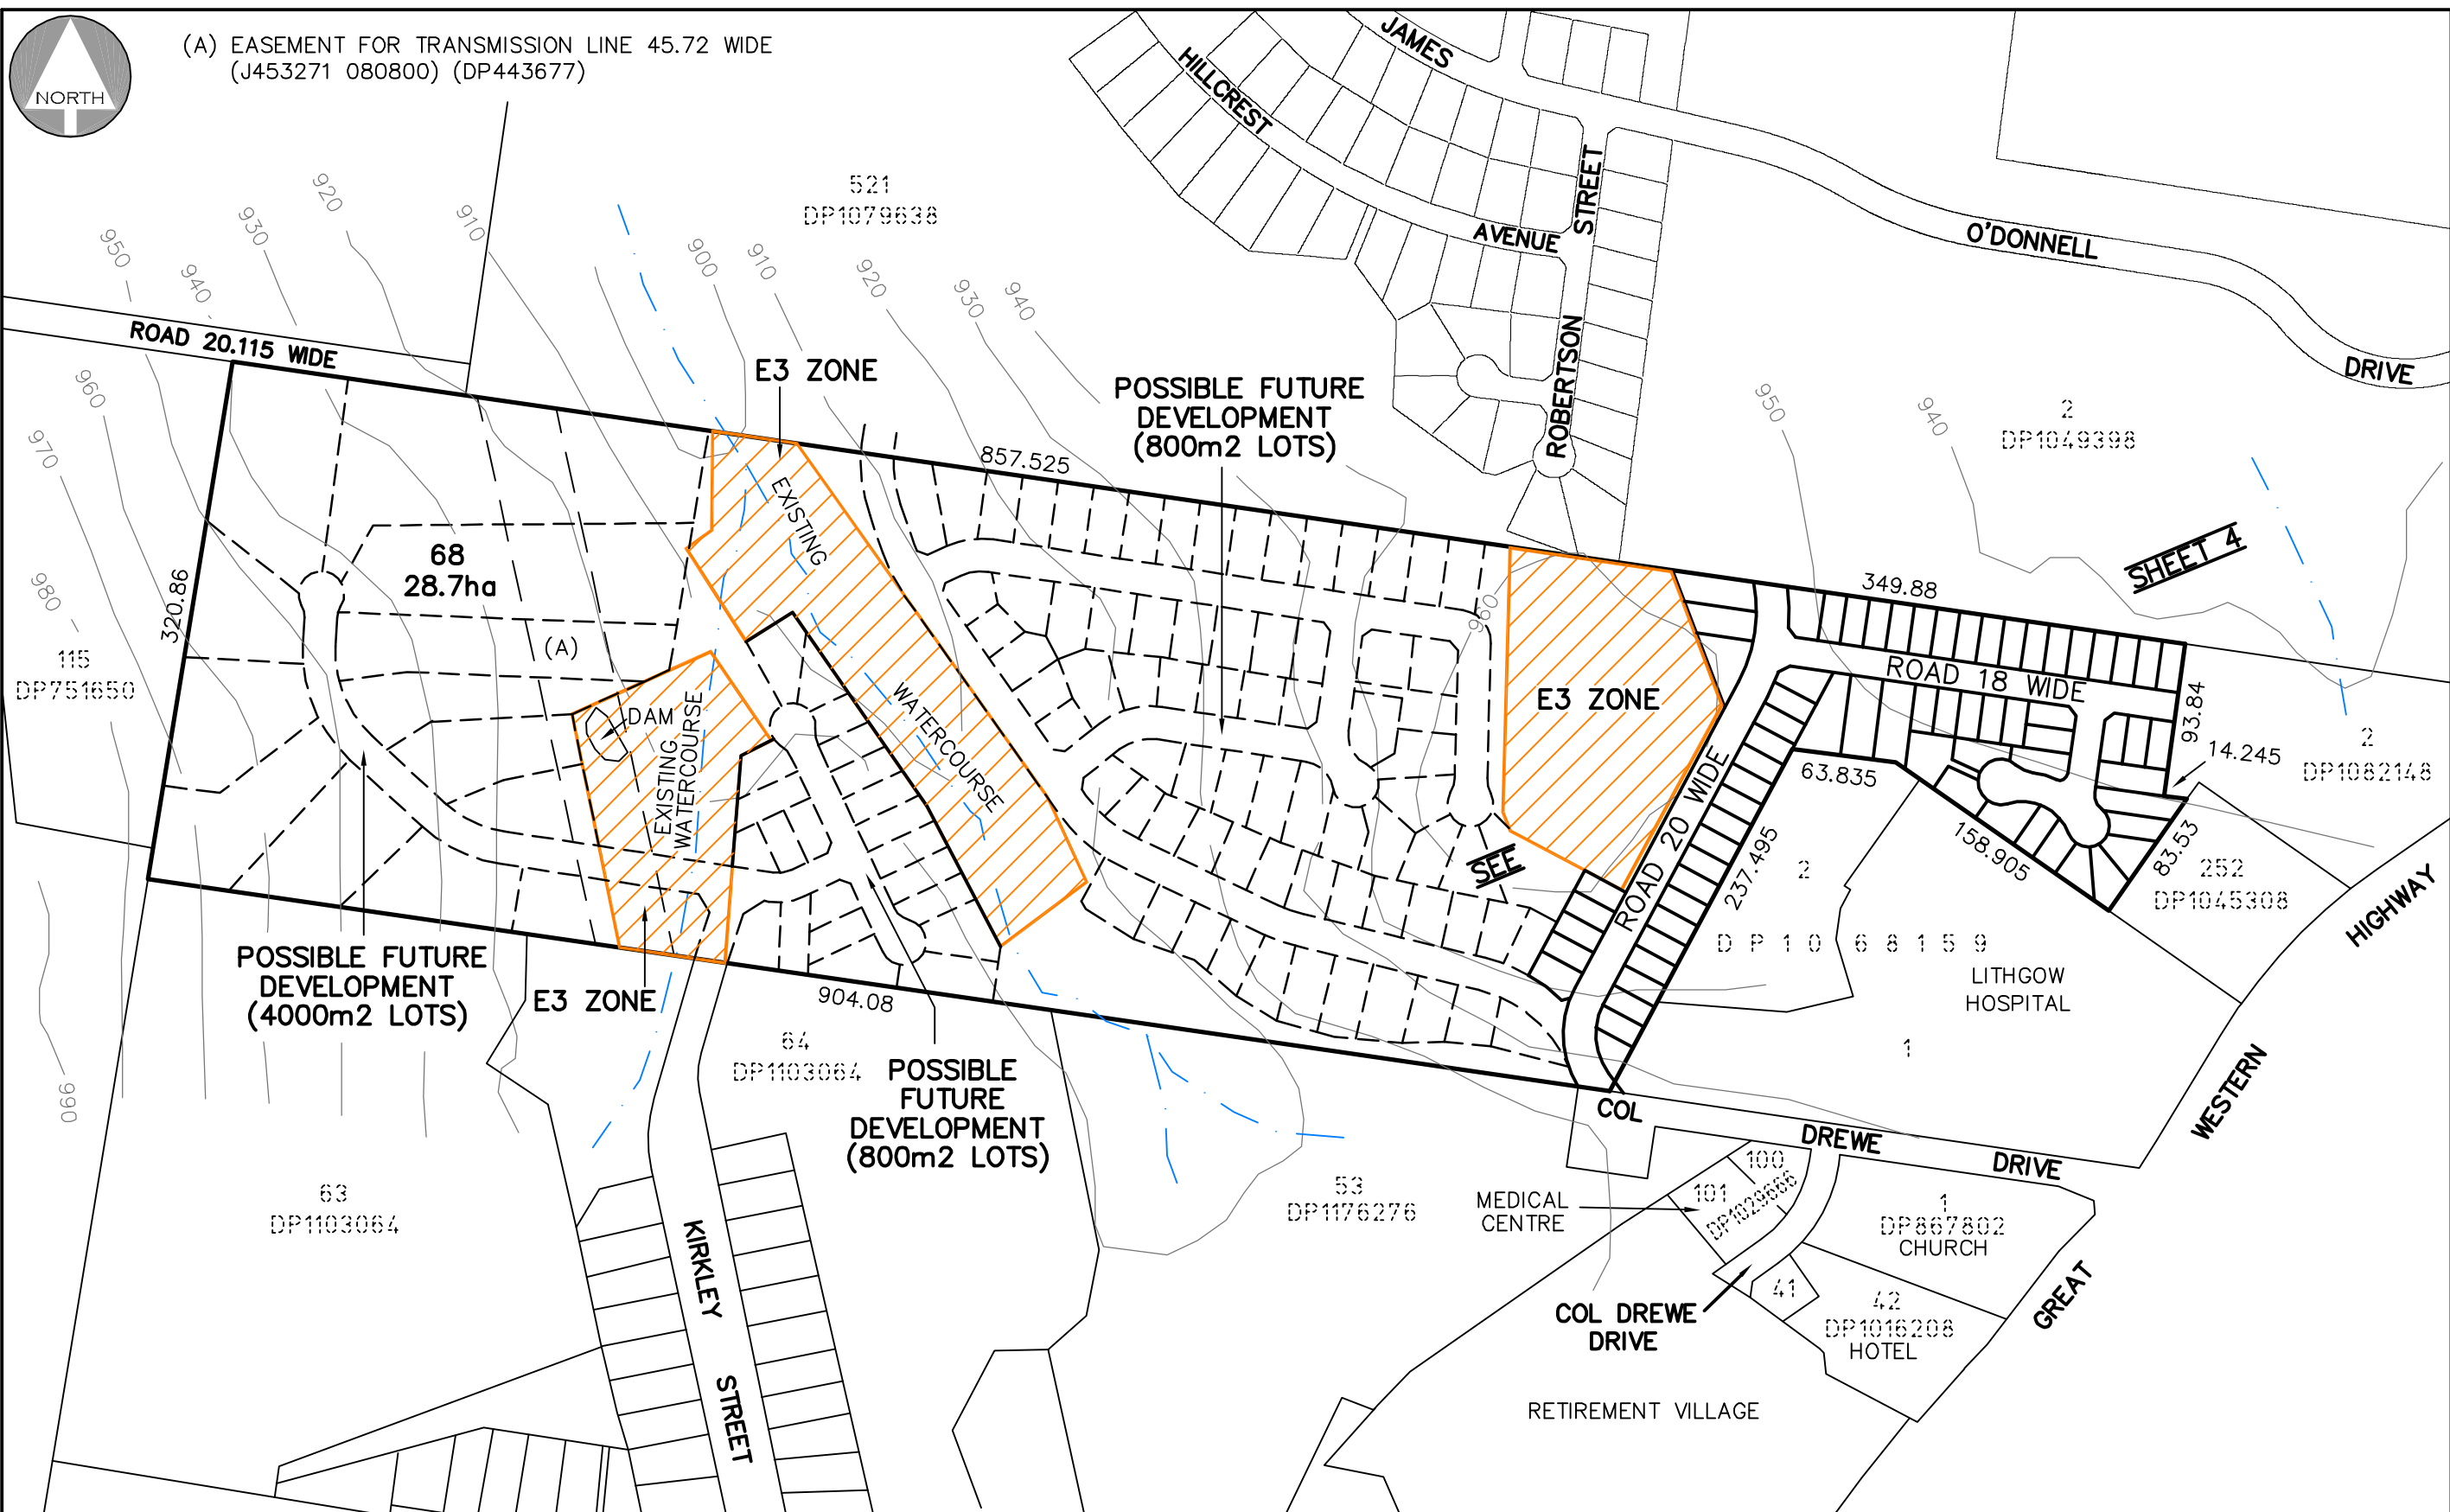 NORTH
(A) EASEMENT FOR TRANSMISSION LINE 45.72 WIDE
(J453271 080800) (DP443677)
JAMES
HILLCREST
AVENUE
STREET
ROBERTSON
O'DONNELL
DRIVE
521
DP1079638
920
930
910
950
940
900
910
920
930
940
960
970
980
990
950
940
960
ROAD 20.115 WIDE
E3 ZONE
POSSIBLE FUTURE
DEVELOPMENT
(800m2 LOTS)
2
DP1049398
857.525
349.88
SHEET 4
EXISTING
WATERCOURSE
68
28.7ha
320.86
(A)
115
DP751650
DAM
EXISTING
WATERCOURSE
E3 ZONE
ROAD 18 WIDE
93.84
14.245
2
DP1082148
63.835
ROAD 20 WIDE
237.495
158.905
83.53
252
DP1045308
SEE
2
DP1068159
LITHGOW
HOSPITAL
1
HIGHWAY
WESTERN
GREAT
POSSIBLE FUTURE
DEVELOPMENT
(4000m2 LOTS)
E3 ZONE
904.08
64
DP1103064
POSSIBLE
FUTURE
DEVELOPMENT
(800m2 LOTS)
COL
DREWE
DRIVE
63
DP1103064
KIRKLEY
STREET
53
DP1176276
MEDICAL
CENTRE
100
101
DP1029666
1
DP867802
CHURCH
41
42
DP1016208
HOTEL
COL DREWE
DRIVE
RETIREMENT VILLAGE